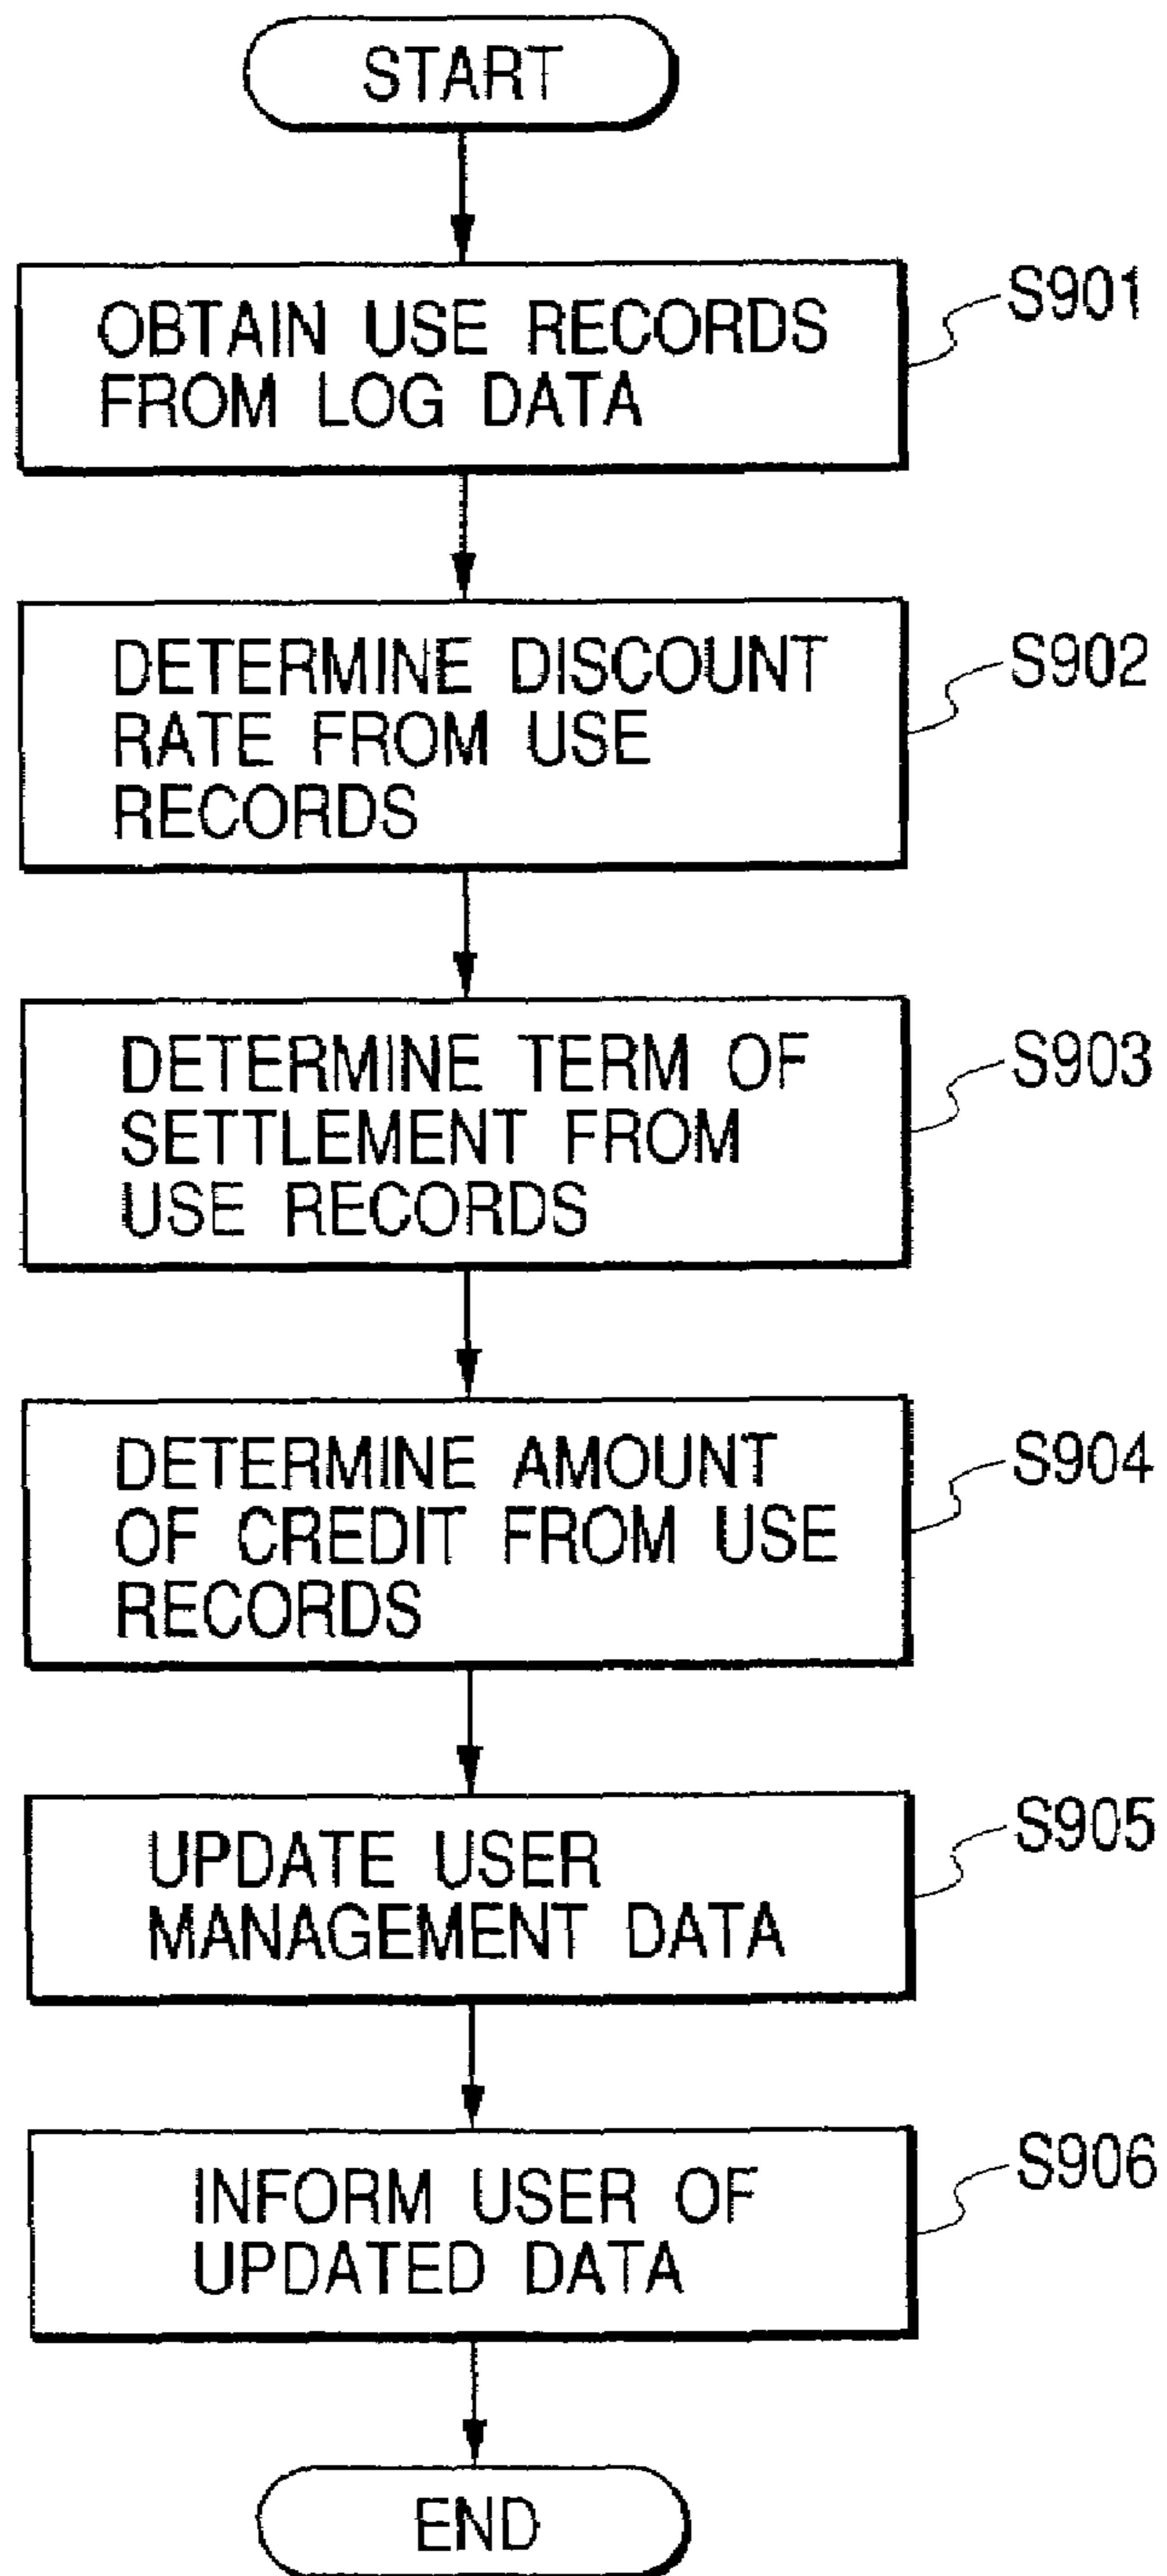 START
OBTAIN USE RECORDS
FROM LOG DATA
S901
DETERMINE DISCOUNT
RATE FROM USE
RECORDS
S902
DETERMINE TERM OF
SETTLEMENT FROM
USE RECORDS
S903
DETERMINE AMOUNT
OF CREDIT FROM USE
RECORDS
S904
UPDATE USER
MANAGEMENT DATA
S905
INFORM USER OF
UPDATED DATA
S906
END